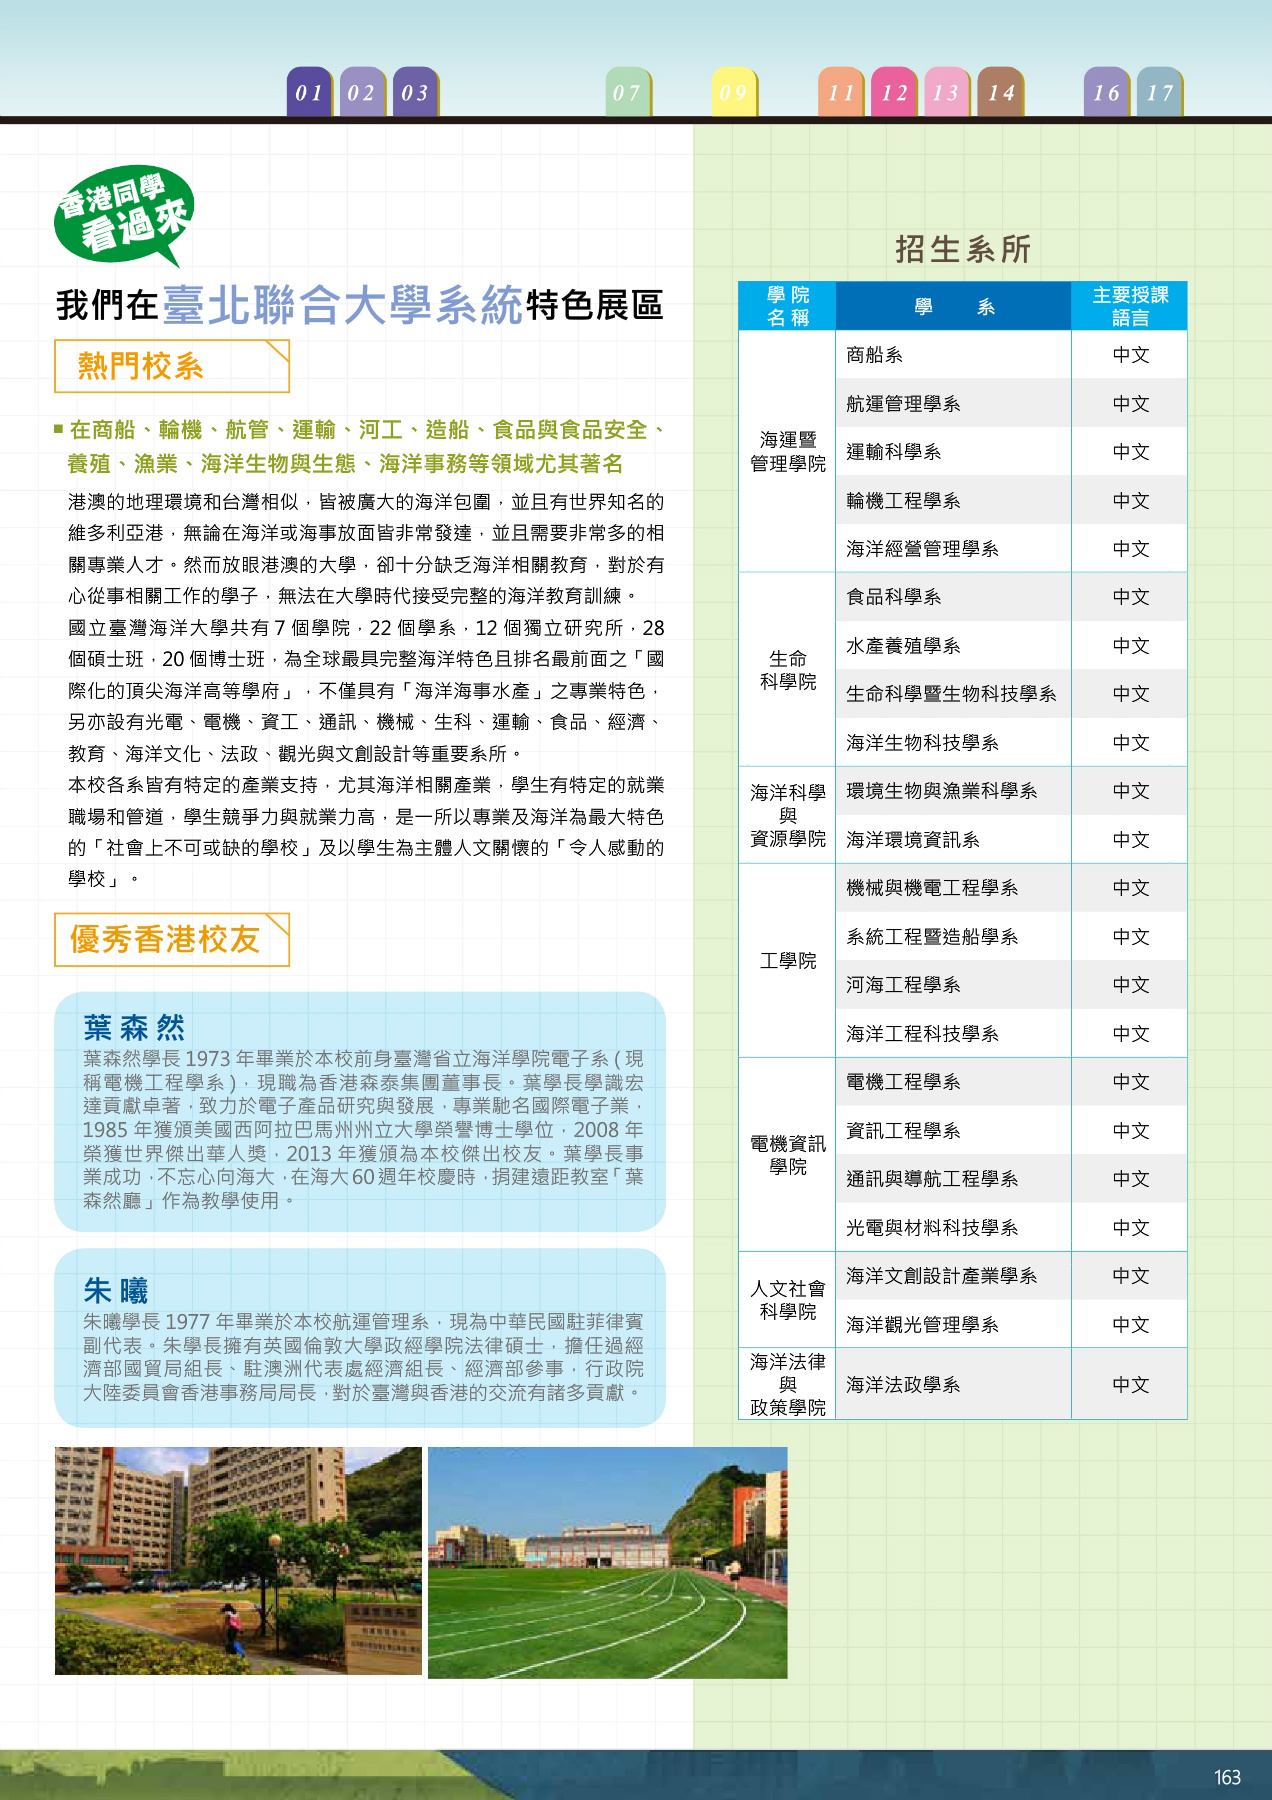 01 02 03 07 09 11 12 13 14 16 17
香港同學
看過來
我們在臺北聯合大學系統特色展區
熱門校系
■ 在商船、輪機、航管、運輸、河工、造船、食品與食品安全、
養殖、漁業、海洋生物與生態、海洋事務等領域尤其著名
港澳的地理環境和台灣相似，皆被廣大的海洋包圍，並且有世界知名的
維多利亞港，無論在海洋或海事放面皆非常發達，並且需要非常多的相
關專業人才。然而放眼港澳的大學，卻十分缺乏海洋相關教育，對於有
心從事相關工作的學子，無法在大學時代接受完整的海洋教育訓練。
國立臺灣海洋大學共有 7 個學院，22 個學系，12 個獨立研究所，28
個碩士班，20 個博士班，為全球最具完整海洋特色且排名最前面之「國
際化的頂尖海洋高等學府」，不僅具有「海洋海事水產」之專業特色，
另亦設有光電、電機、資工、通訊、機械、生科、運輸、食品、經濟、
教育、海洋文化、法政、觀光與文創設計等重要系所。
本校各系皆有特定的產業支持，尤其海洋相關產業，學生有特定的就業
職場和管道，學生競爭力與就業力高，是一所以專業及海洋為最大特色
的「社會上不可或缺的學校」及以學生為主體人文關懷的「令人感動的
學校」。
優秀香港校友
葉森然
葉森然學長 1973 年畢業於本校前身臺灣省立海洋學院電子系 ( 現
稱電機工程學系 )，現職為香港森泰集團董事長。葉學長學識宏
達貢獻卓著，致力於電子產品研究與發展，專業馳名國際電子業，
1985 年獲頒美國西阿拉巴馬州州立大學榮譽博士學位，2008 年
榮獲世界傑出華人獎，2013 年獲頒為本校傑出校友。葉學長事
業成功，不忘心向海大，在海大 60 週年校慶時，捐建遠距教室「葉
森然廳」作為教學使用。
朱曦
朱曦學長 1977 年畢業於本校航運管理系，現為中華民國駐菲律賓
副代表。朱學長擁有英國倫敦大學政經學院法律碩士，擔任過經
濟部國貿局組長、駐澳洲代表處經濟組長、經濟部參事，行政院
大陸委員會香港事務局局長，對於臺灣與香港的交流有諸多貢獻。
招生系所
學院名稱 學 系 主要授課語言
海運暨
管理學院
商船系 中文
航運管理學系 中文
運輸科學系 中文
輪機工程學系 中文
海洋經營管理學系 中文
生命
科學院
食品科學系 中文
水產養殖學系 中文
生命科學暨生物科技學系 中文
海洋生物科技學系 中文
海洋科學
與
資源學院
環境生物與漁業科學系 中文
海洋環境資訊系 中文
工學院
機械與機電工程學系 中文
系統工程暨造船學系 中文
河海工程學系 中文
海洋工程科技學系 中文
電機資訊
學院
電機工程學系 中文
資訊工程學系 中文
通訊與導航工程學系 中文
光電與材料科技學系 中文
人文社會
科學院
海洋文創設計產業學系 中文
海洋觀光管理學系 中文
海洋法律
與
政策學院
海洋法政學系 中文
163